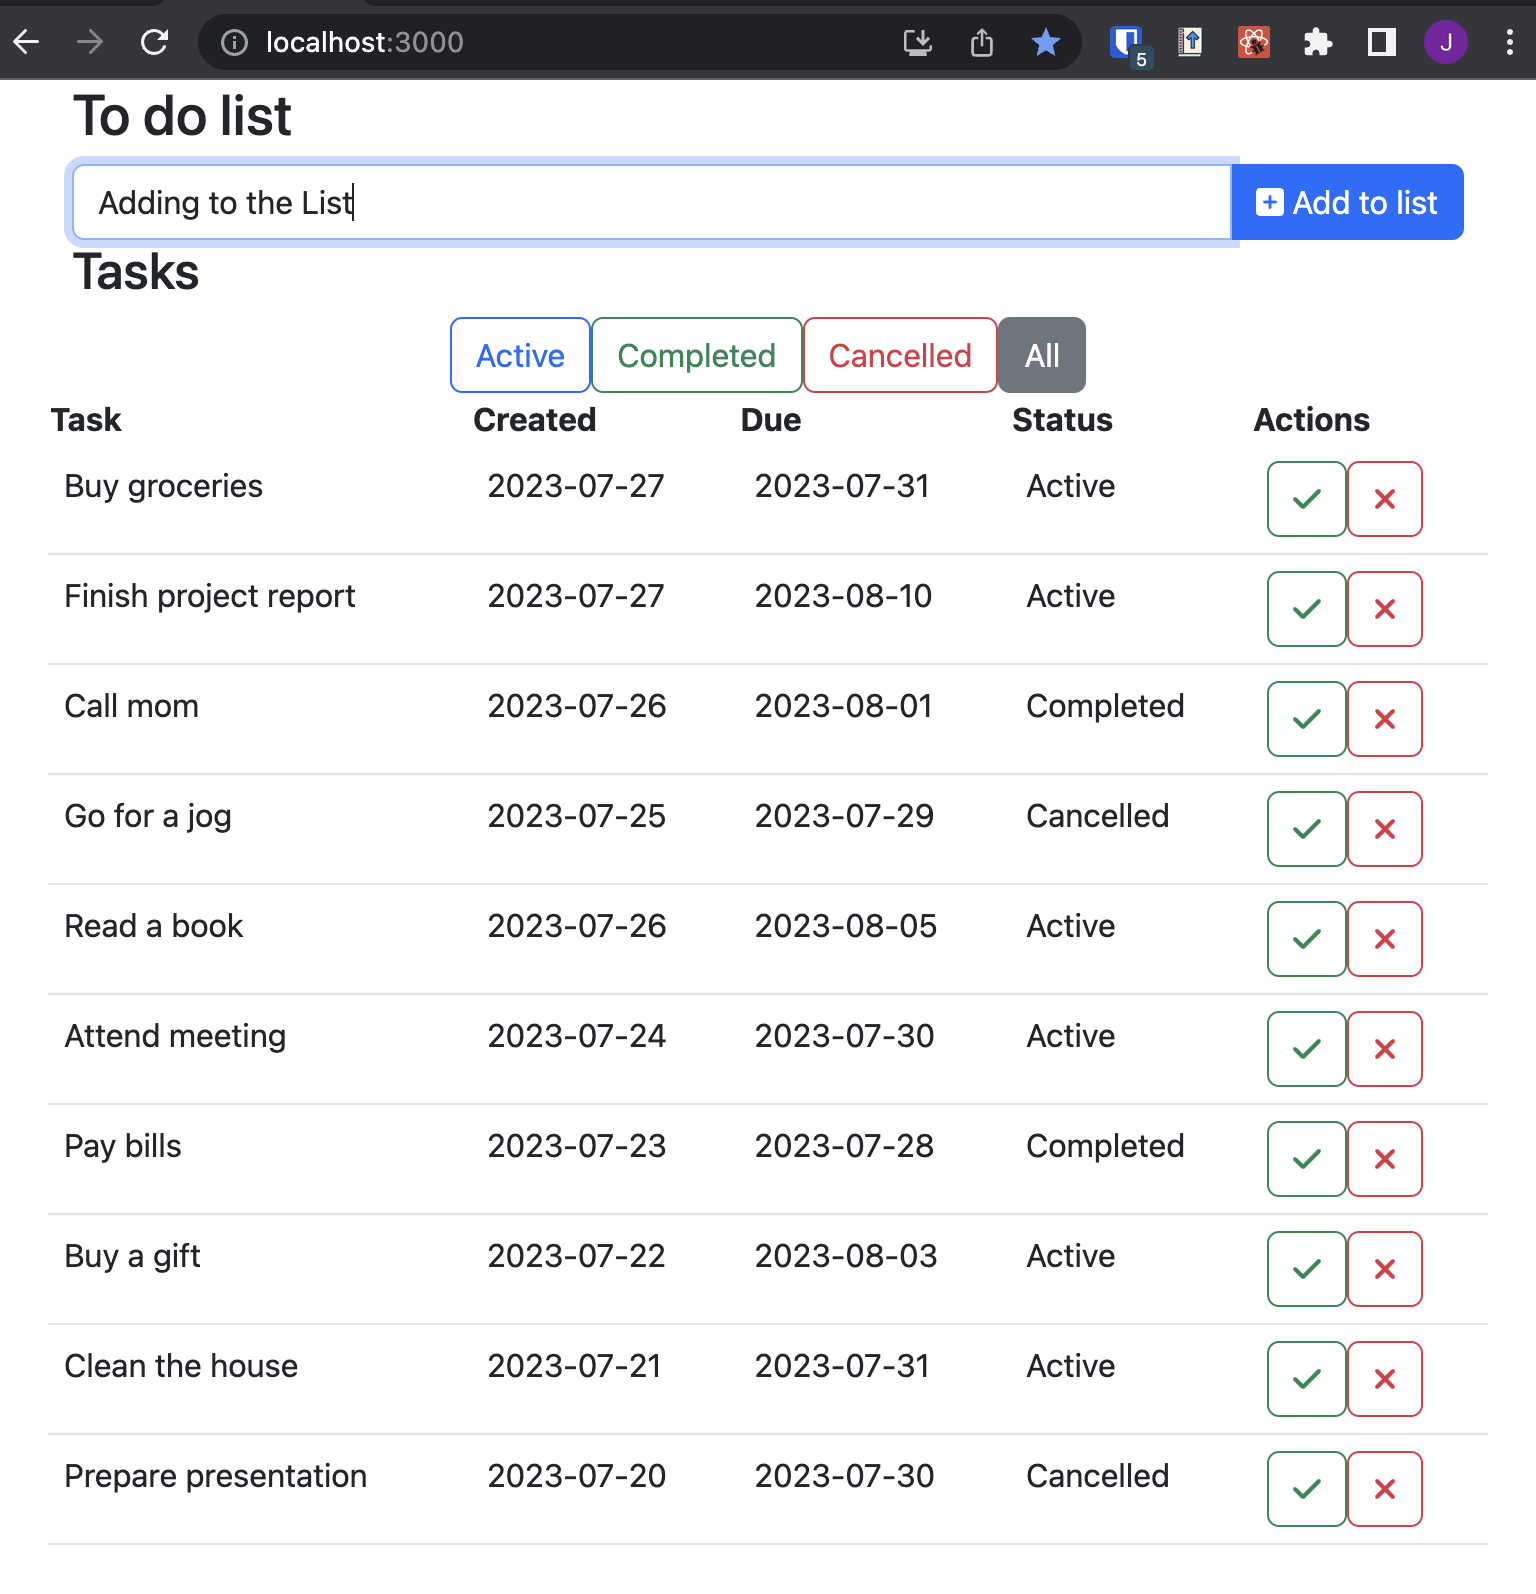 localhost:3000
5
J
To do list
Adding to the List
Add to list
Tasks
Active Completed Cancelled All
Task Created Due Status Actions
Buy groceries 2023-07-27 2023-07-31 Active
Finish project report 2023-07-27 2023-08-10 Active
Call mom 2023-07-26 2023-08-01 Completed
Go for a jog 2023-07-25 2023-07-29 Cancelled
Read a book 2023-07-26 2023-08-05 Active
Attend meeting 2023-07-24 2023-07-30 Active
Pay bills 2023-07-23 2023-07-28 Completed
Buy a gift 2023-07-22 2023-08-03 Active
Clean the house 2023-07-21 2023-07-31 Active
Prepare presentation 2023-07-20 2023-07-30 Cancelled